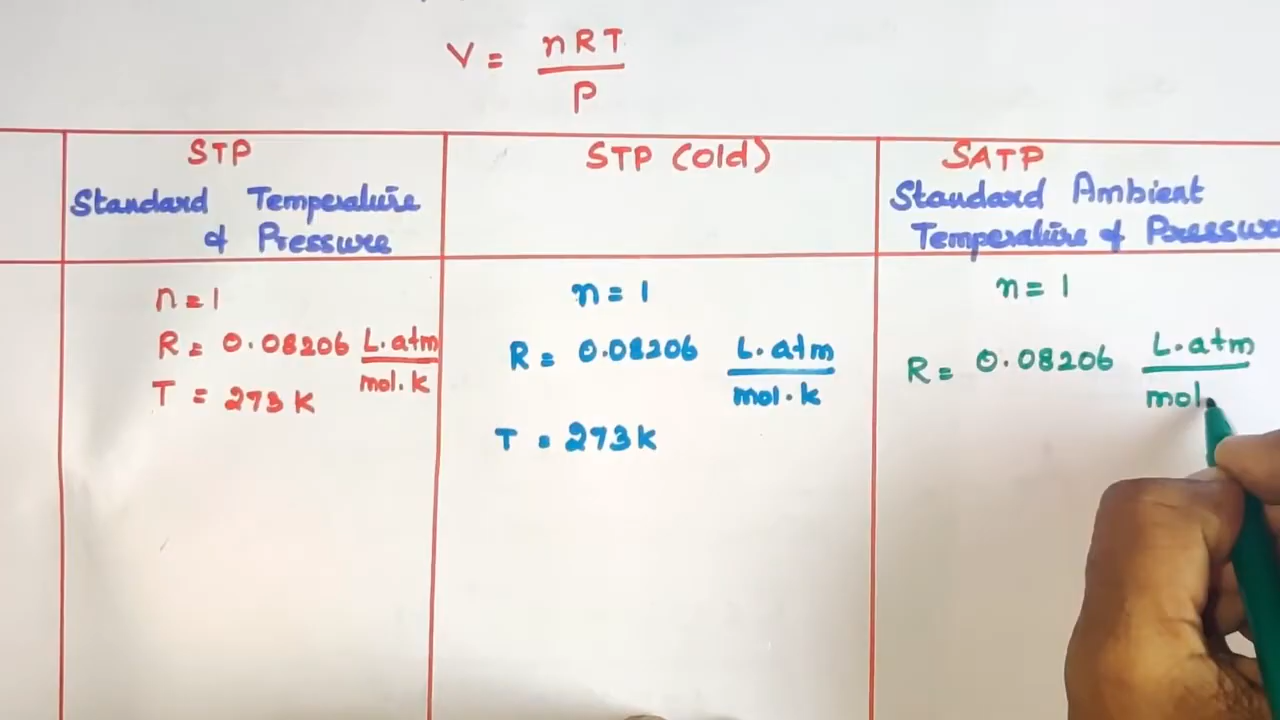 V = nRT
P
STP
Standard Temperature
& Pressure
STP (old)
SATP
Standard Ambient
Temperature & Pressure
n = 1
R = 0.08206 L.atm
mol.k
T = 273 K
n = 1
R = 0.08206 L.atm
mol.k
T = 273 K
n = 1
R = 0.08206 L.atm
mol.